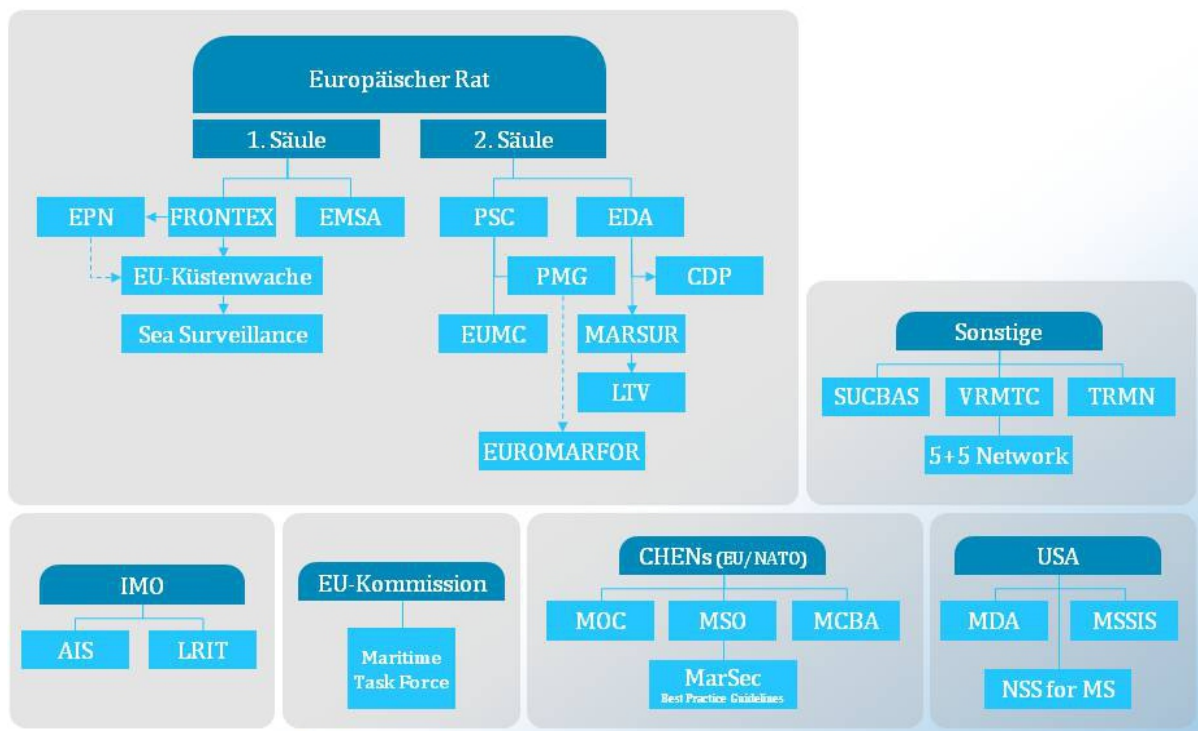 Europäischer Rat
1. Säule
2. Säule
EPN
FRONTEX
EMSA
PSC
EDA
EU-Küstenwache
PMG
CDP
Sea Surveillance
EUMC
MARSUR
LTV
EUROMARFOR
Sonstige
SUCBAS
VRMTC
TRMN
5+5 Network
IMO
AIS
LRIT
EU-Kommission
Maritime
Task Force
CHENs (EU/NATO)
MOC
MSO
MCBA
MarSec
Best Practice Guidelines
USA
MDA
MSSIS
NSS for MS